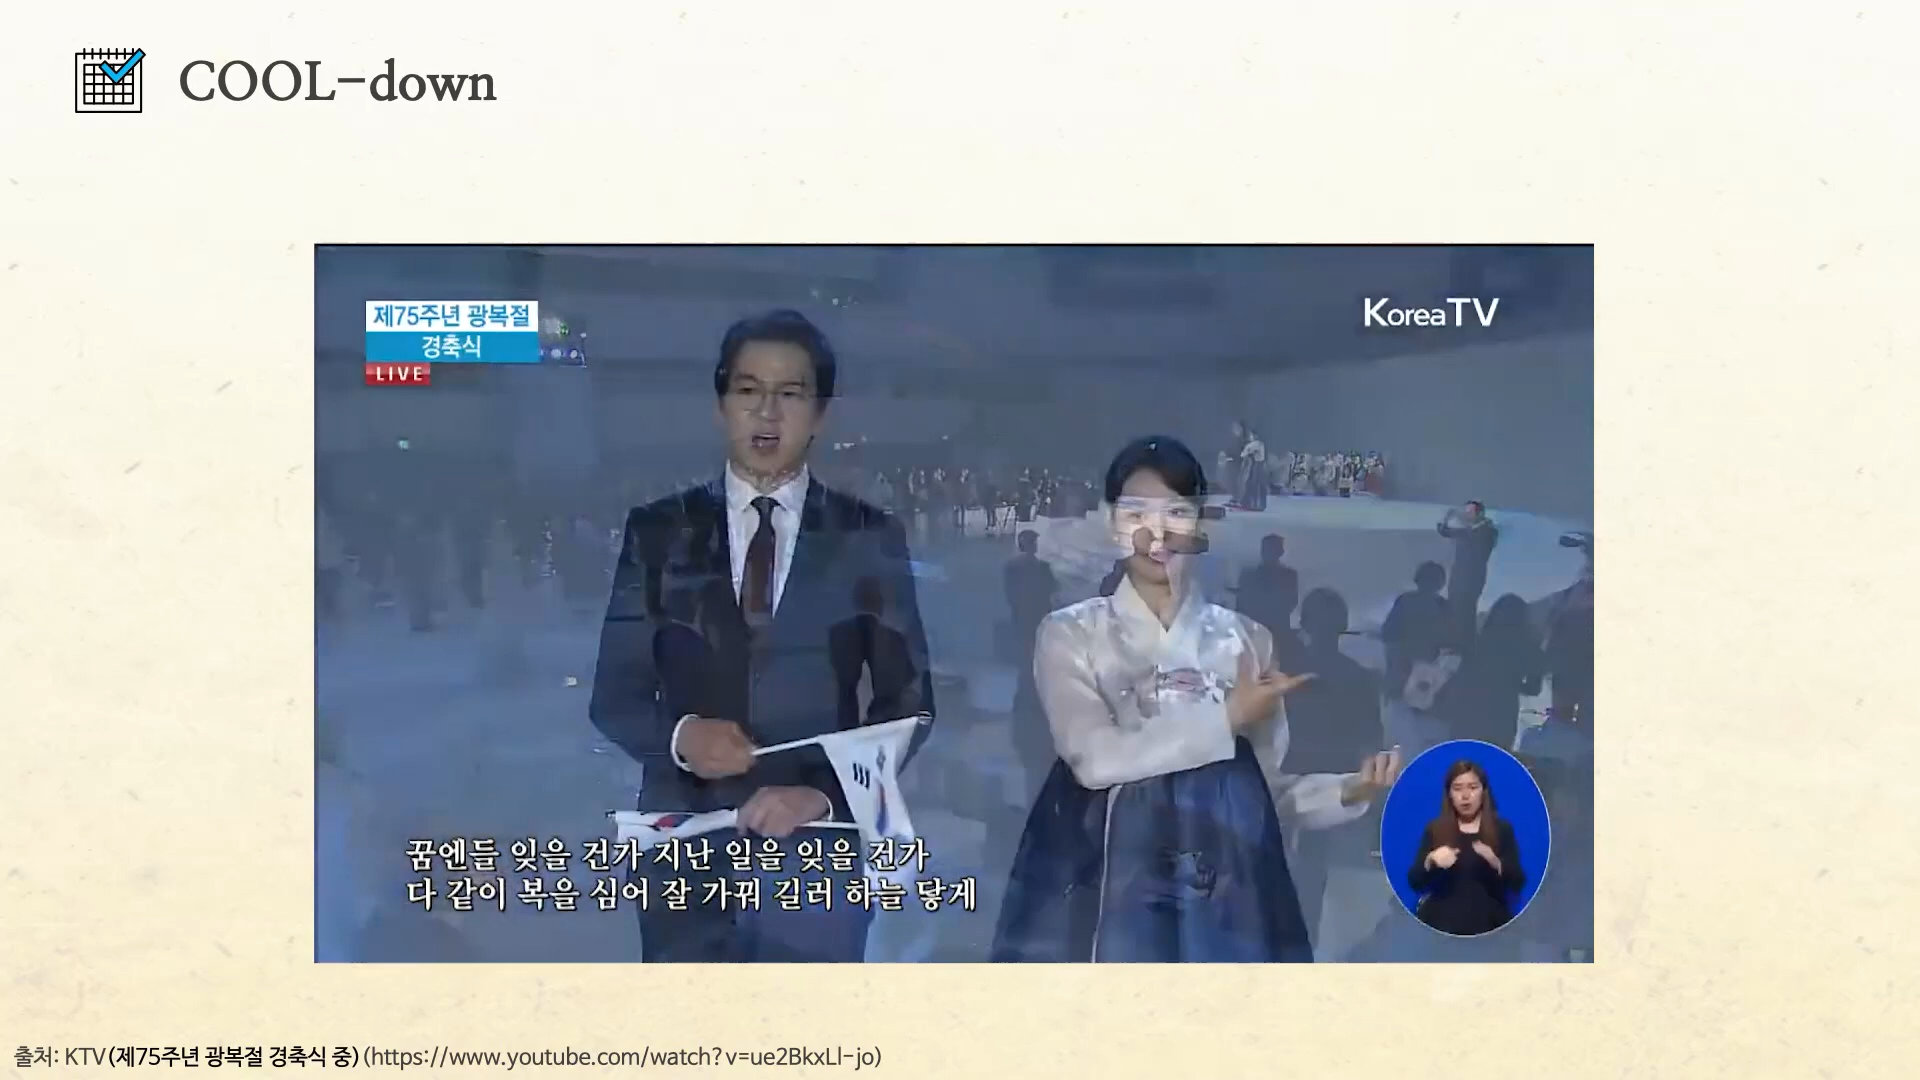 COOL-down
제75주년 광복절
경축식
LIVE
KoreaTV
꿈엔들 잊을 건가 지난 일을 잊을 건가
다 같이 복을 심어 잘 가꿔 길러 하늘 닿게
출처: KTV(제75주년 광복절 경축식 중)(https://www.youtube.com/watch?v=ue2BkxLl-jo)